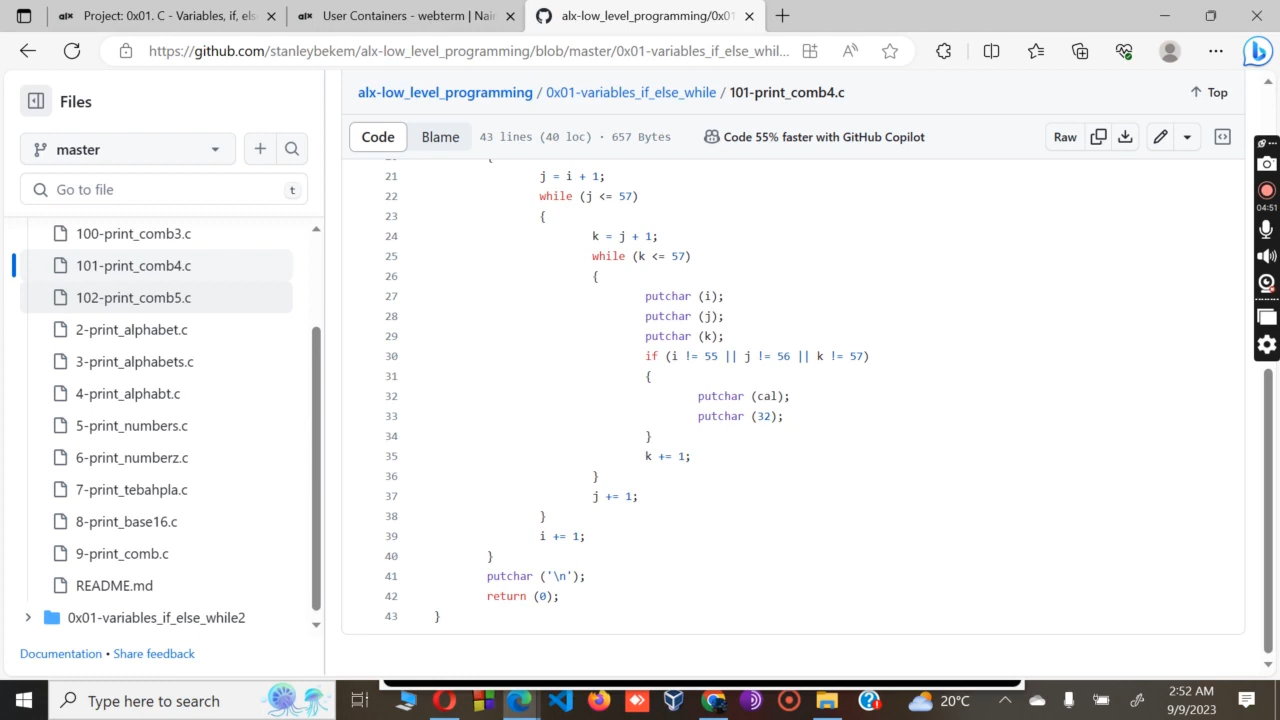 Project: 0x01. C - Variables, if, els
User Containers - webterm | Nair
alx-low_level_programming/0x01
https://github.com/stanleybekem/alx-low_level_programming/blob/master/0x01-variables_if_else_whil...
Files
master
Go to file
t
100-print_comb3.c
101-print_comb4.c
102-print_comb5.c
2-print_alphabet.c
3-print_alphabets.c
4-print_alphabt.c
5-print_numbers.c
6-print_numberz.c
7-print_tebahpla.c
8-print_base16.c
9-print_comb.c
README.md
0x01-variables_if_else_while2
Documentation • Share feedback
alx-low_level_programming / 0x01-variables_if_else_while / 101-print_comb4.c
Top
Code Blame 43 lines (40 loc) · 657 Bytes Code 55% faster with GitHub Copilot Raw
21 j = i + 1;
22 while (j <= 57)
23 {
24 k = j + 1;
25 while (k <= 57)
26 {
27 putchar (i);
28 putchar (j);
29 putchar (k);
30 if (i != 55 || j != 56 || k != 57)
31 {
32 putchar (cal);
33 putchar (32);
34 }
35 k += 1;
36 }
37 j += 1;
38 }
39 i += 1;
40 }
41 putchar ('\n');
42 return (0);
43 }
04:51
Type here to search
20°C
2:52 AM
9/9/2023